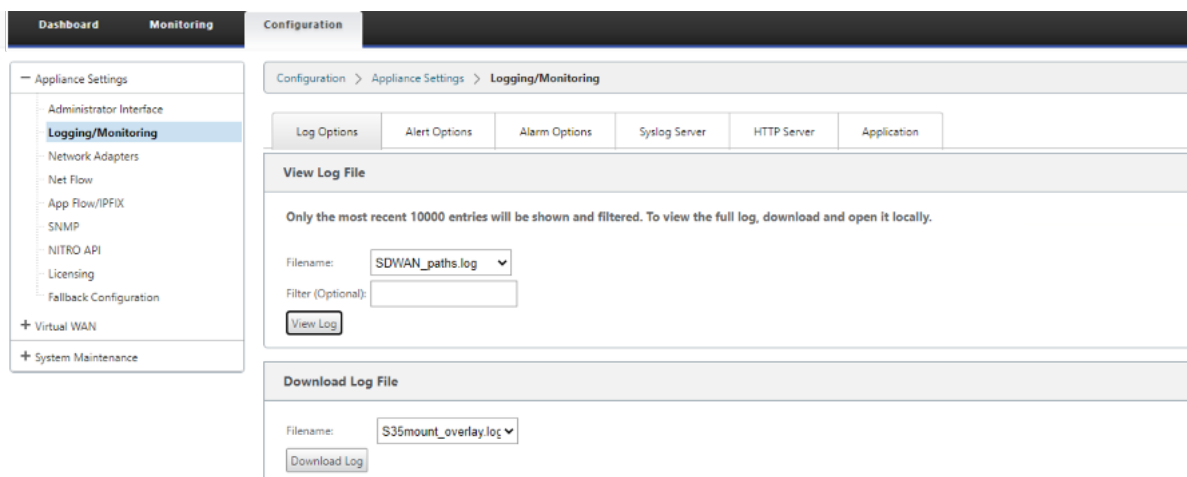 Dashboard Monitoring Configuration
Appliance Settings
Administrator Interface
Logging/Monitoring
Network Adapters
Net Flow
App Flow/IPFIX
SNMP
NITRO API
Licensing
Fallback Configuration
Virtual WAN
System Maintenance
Configuration > Appliance Settings > Logging/Monitoring
Log Options Alert Options Alarm Options Syslog Server HTTP Server Application
View Log File
Only the most recent 10000 entries will be shown and filtered. To view the full log, download and open it locally.
Filename: SDWAN_paths.log
Filter (Optional):
View Log
Download Log File
Filename: S35mount_overlay.log
Download Log